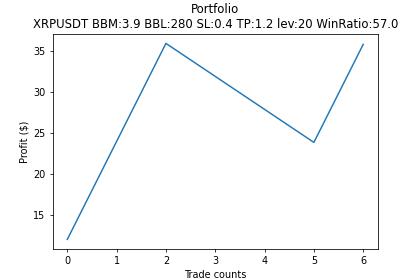 Portfolio
XRPUSDT BBM:3.9 BBL:280 SL:0.4 TP:1.2 lev:20 WinRatio:57.0
35
30
25
20
15
Profit ($)
0 1 2 3 4 5 6
Trade counts